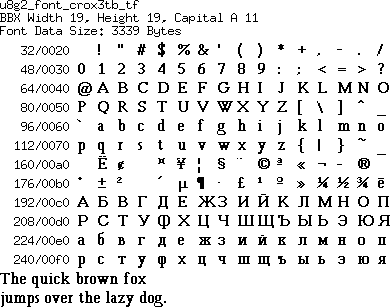 u8g2_font_crox3tb_tf
BBX Width 19, Height 19, Capital A 11
Font Data Size: 3339 Bytes
32/0020 ! " # $ % & ' ( ) * + , - . /
48/0030 0 1 2 3 4 5 6 7 8 9 : ; < = > ?
64/0040 @ A B C D E F G H I J K L M N O
80/0050 P Q R S T U V W X Y Z [ \ ] ^ _
96/0060 ` a b c d e f g h i j k l m n o
112/0070 p q r s t u v w x y z { | } ~
160/00a0 Ё ¢ ¤ ¥ ¦ § ¨ © ª « ¬ - ®
176/00b0 ° ± ² ´ µ ¶ · £ ¹ º » ¼ ½ ¾ ё
192/00c0 А Б В Г Д Е Ж З И Й К Л М Н О П
208/00d0 Р С Т У Ф Х Ц Ч Ш Щ Ъ Ы Ь Э Ю Я
224/00e0 а б в г д е ж з и й к л м н о п
240/00f0 р с т у ф х ц ч ш щ ъ ы ь э ю я
The quick brown fox
jumps over the lazy dog.